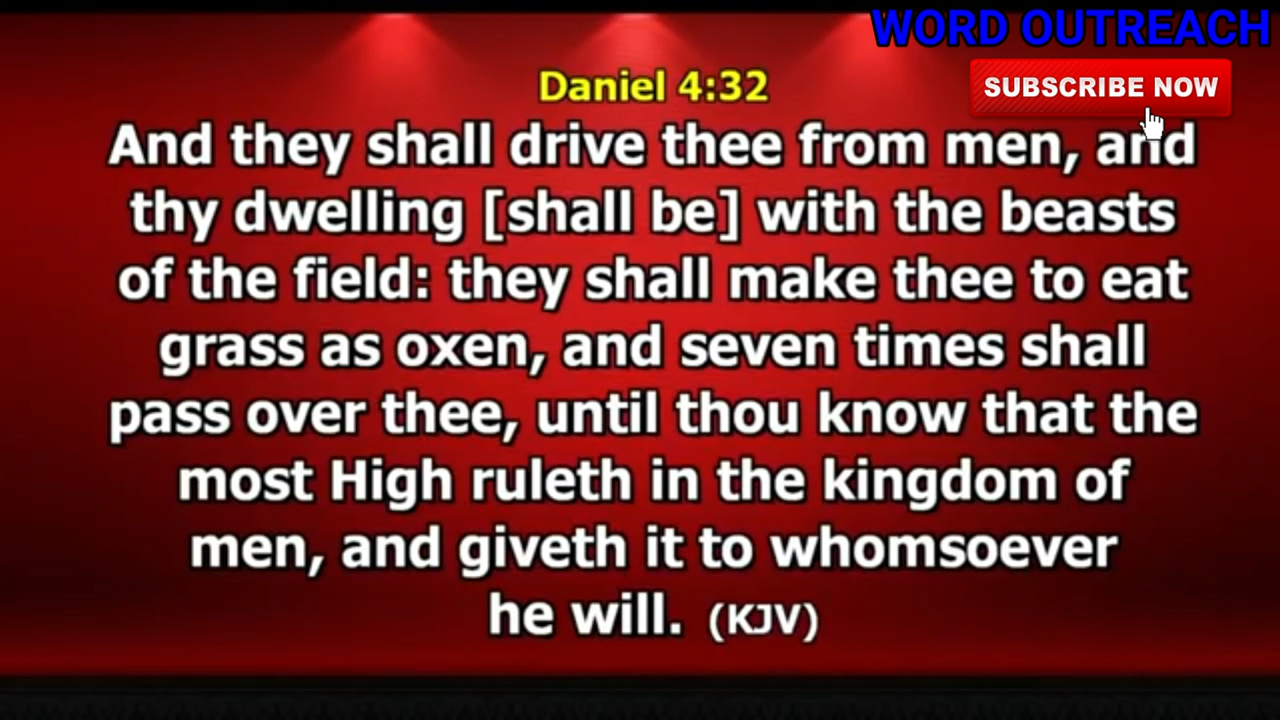 WORD OUTREACH
SUBSCRIBE NOW
Daniel 4:32
And they shall drive thee from men, and
thy dwelling [shall be] with the beasts
of the field: they shall make thee to eat
grass as oxen, and seven times shall
pass over thee, until thou know that the
most High ruleth in the kingdom of
men, and giveth it to whomsoever
he will. (KJV)